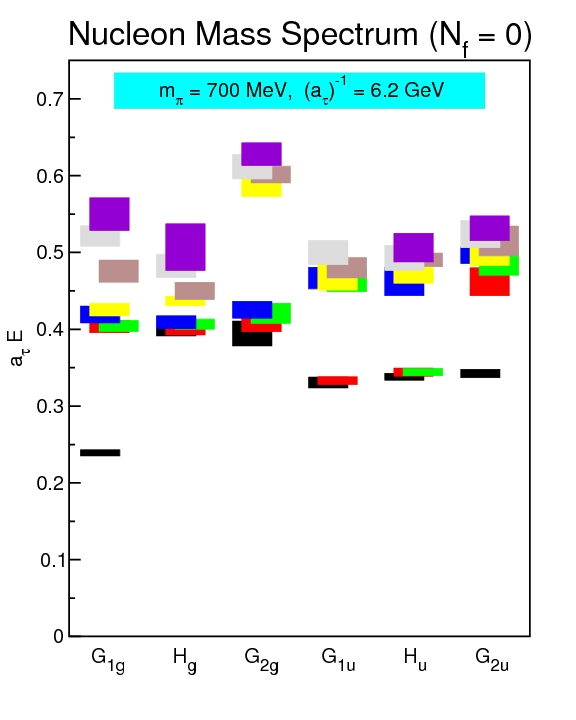 Nucleon Mass Spectrum (N_f = 0)
m_π = 700 MeV, (a_τ)^-1 = 6.2 GeV
0.7
0.6
0.5
0.4
0.3
0.2
0.1
0
a_τ E
G_1g H_g G_2g G_1u H_u G_2u